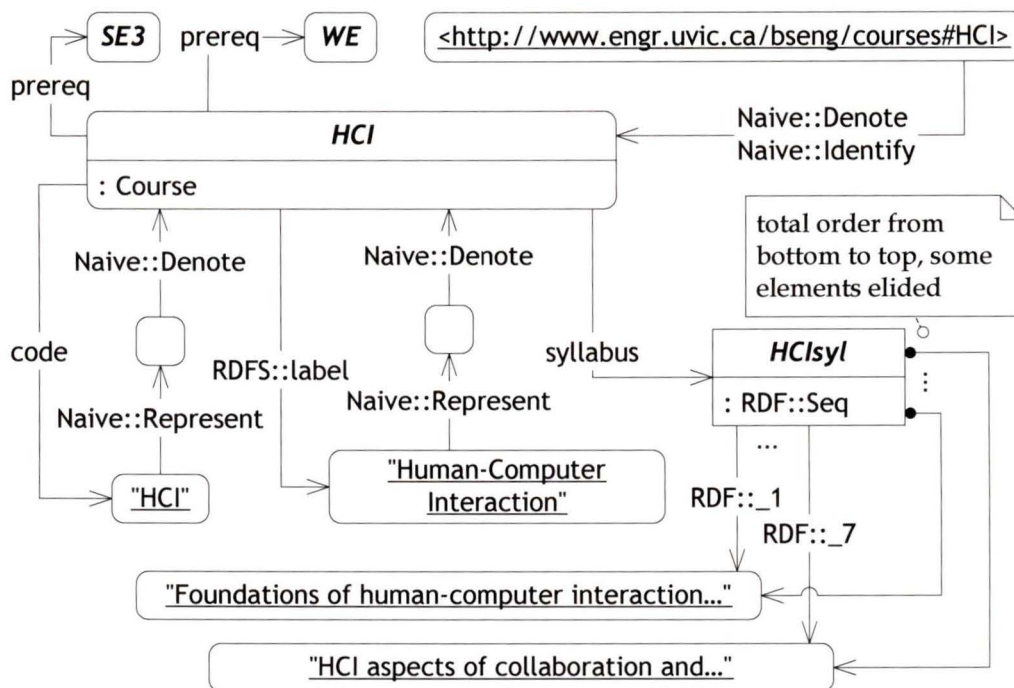 SE3
prereq
WE
<http://www.engr.uvic.ca/bseng/courses#HCI>
prereq
HCI
Naive::Denote
Naive::Identify
: Course
total order from
bottom to top, some
elements elided
Naive::Denote
Naive::Denote
code
RDFS::label
syllabus
HCIsyl
...
: RDF::Seq
Naive::Represent
Naive::Represent
...
"HCI"
"Human-Computer
Interaction"
RDF::_1
RDF::_7
"Foundations of human-computer interaction..."
"HCI aspects of collaboration and..."